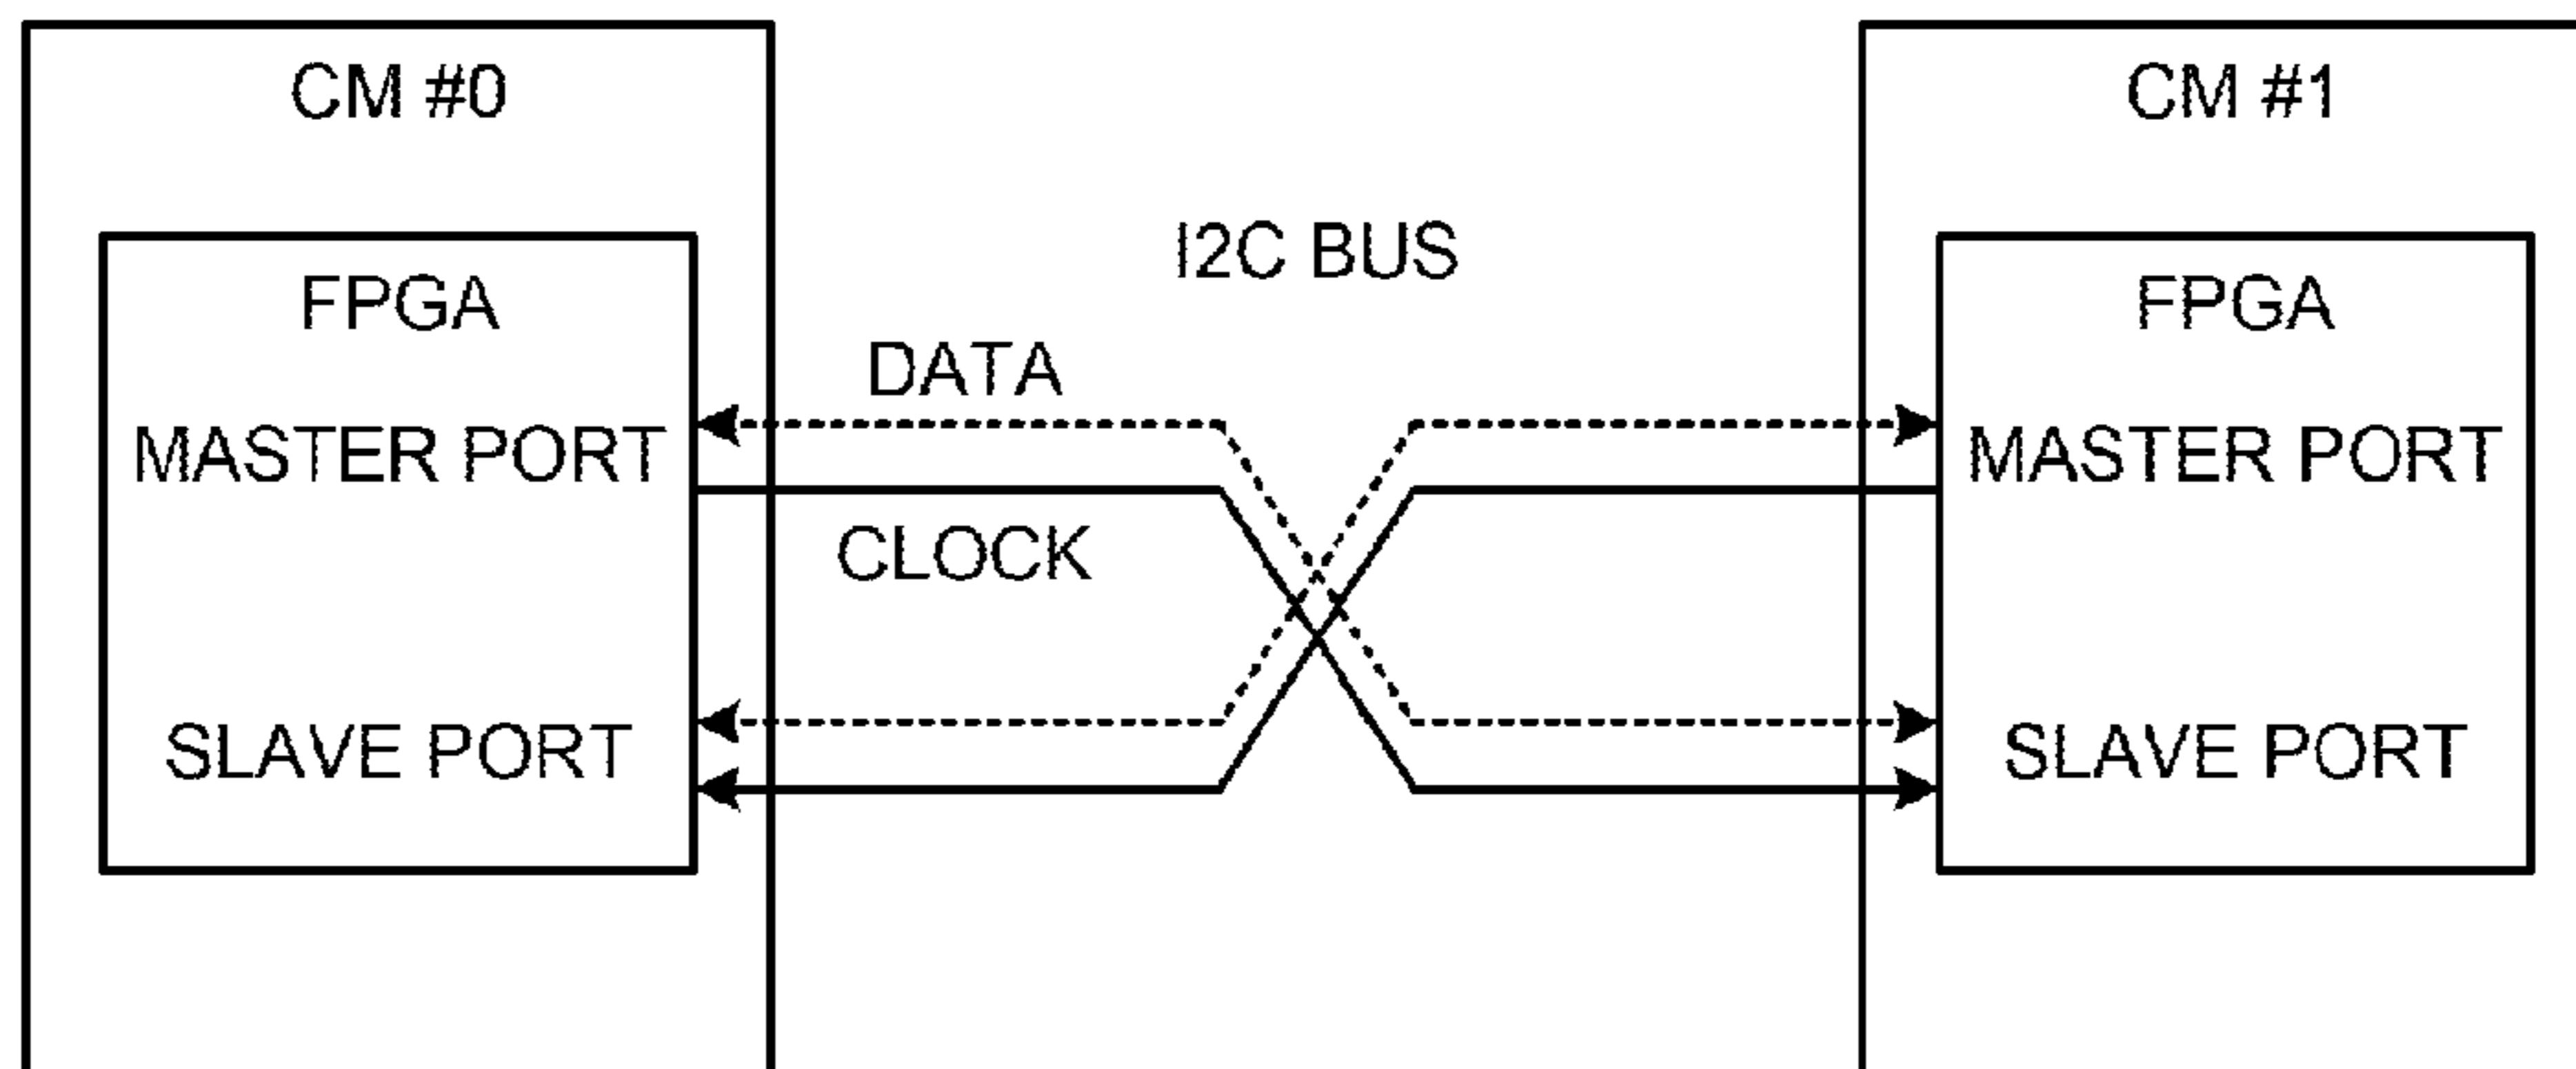 CM #0
FPGA
MASTER PORT
SLAVE PORT
I2C BUS
DATA
CLOCK
CM #1
FPGA
MASTER PORT
SLAVE PORT